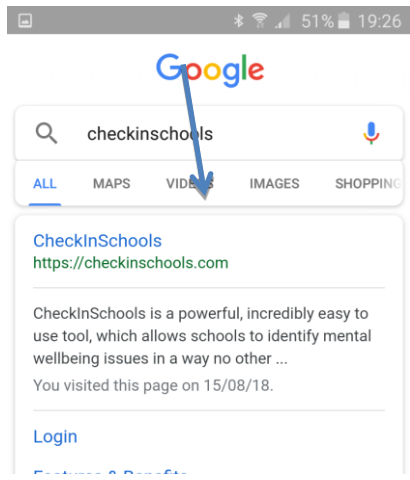 51% 19:26
Google
checkinschools
ALL MAPS VIDEOS IMAGES SHOPPING
CheckInSchools
https://checkinschools.com
CheckInSchools is a powerful, incredibly easy to
use tool, which allows schools to identify mental
wellbeing issues in a way no other ...
You visited this page on 15/08/18.
Login
Features & Benefits